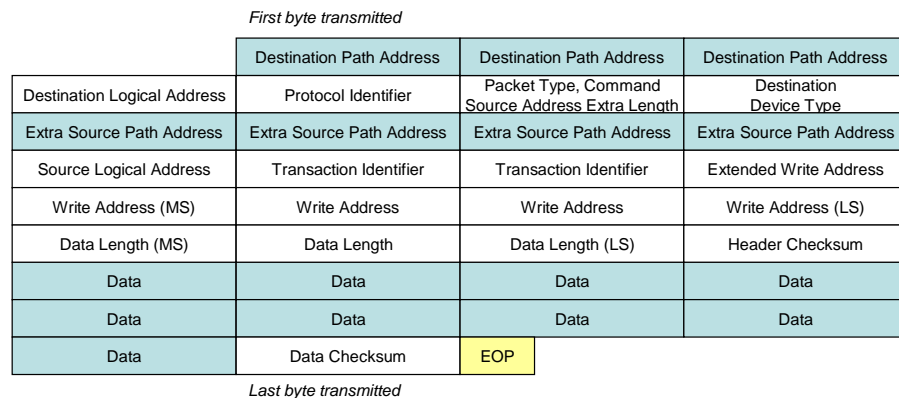 First byte transmitted
Destination Path Address Destination Path Address Destination Path Address
Destination Logical Address Protocol Identifier Packet Type, Command Source Address Extra Length Destination Device Type
Extra Source Path Address Extra Source Path Address Extra Source Path Address Extra Source Path Address
Source Logical Address Transaction Identifier Transaction Identifier Extended Write Address
Write Address (MS) Write Address Write Address Write Address (LS)
Data Length (MS) Data Length Data Length (LS) Header Checksum
Data Data Data Data
Data Data Data Data
Data Data Checksum EOP
Last byte transmitted